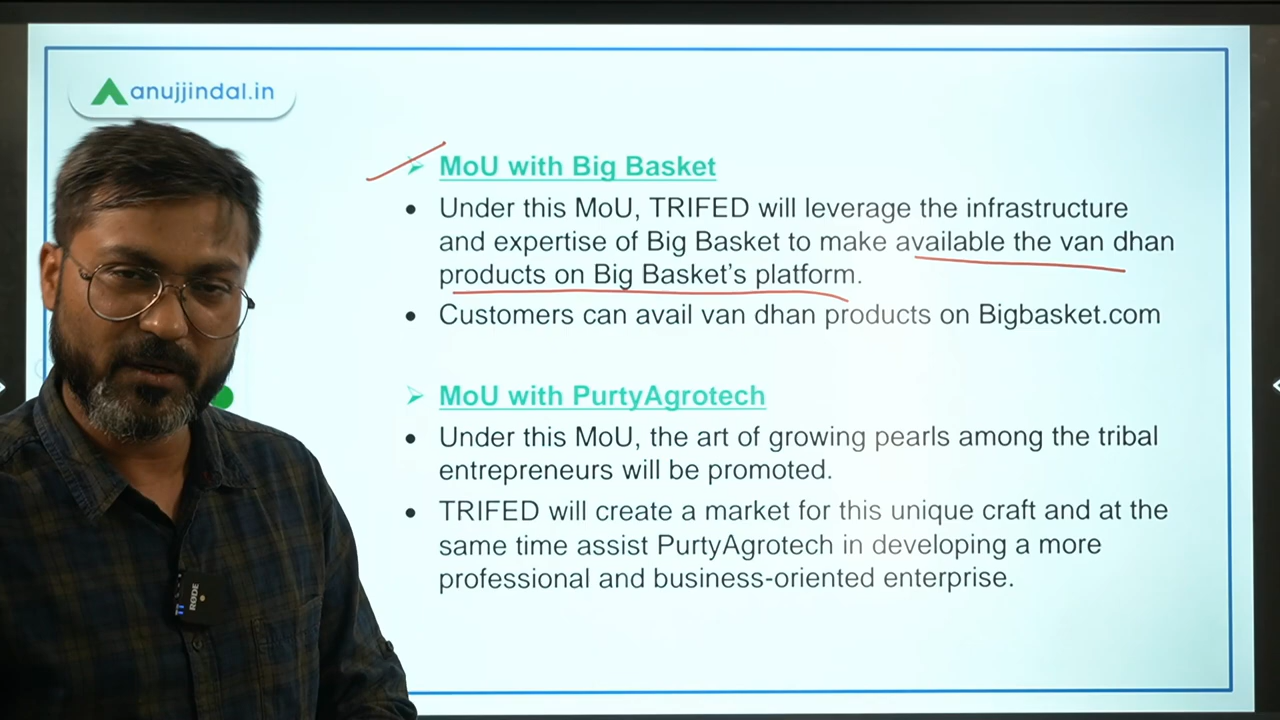 anujjindal.in
MoU with Big Basket
Under this MoU, TRIFED will leverage the infrastructure
and expertise of Big Basket to make available the van dhan
products on Big Basket's platform.
Customers can avail van dhan products on Bigbasket.com
MoU with PurtyAgrotech
Under this MoU, the art of growing pearls among the tribal
entrepreneurs will be promoted.
TRIFED will create a market for this unique craft and at the
same time assist PurtyAgrotech in developing a more
professional and business-oriented enterprise.
RODE